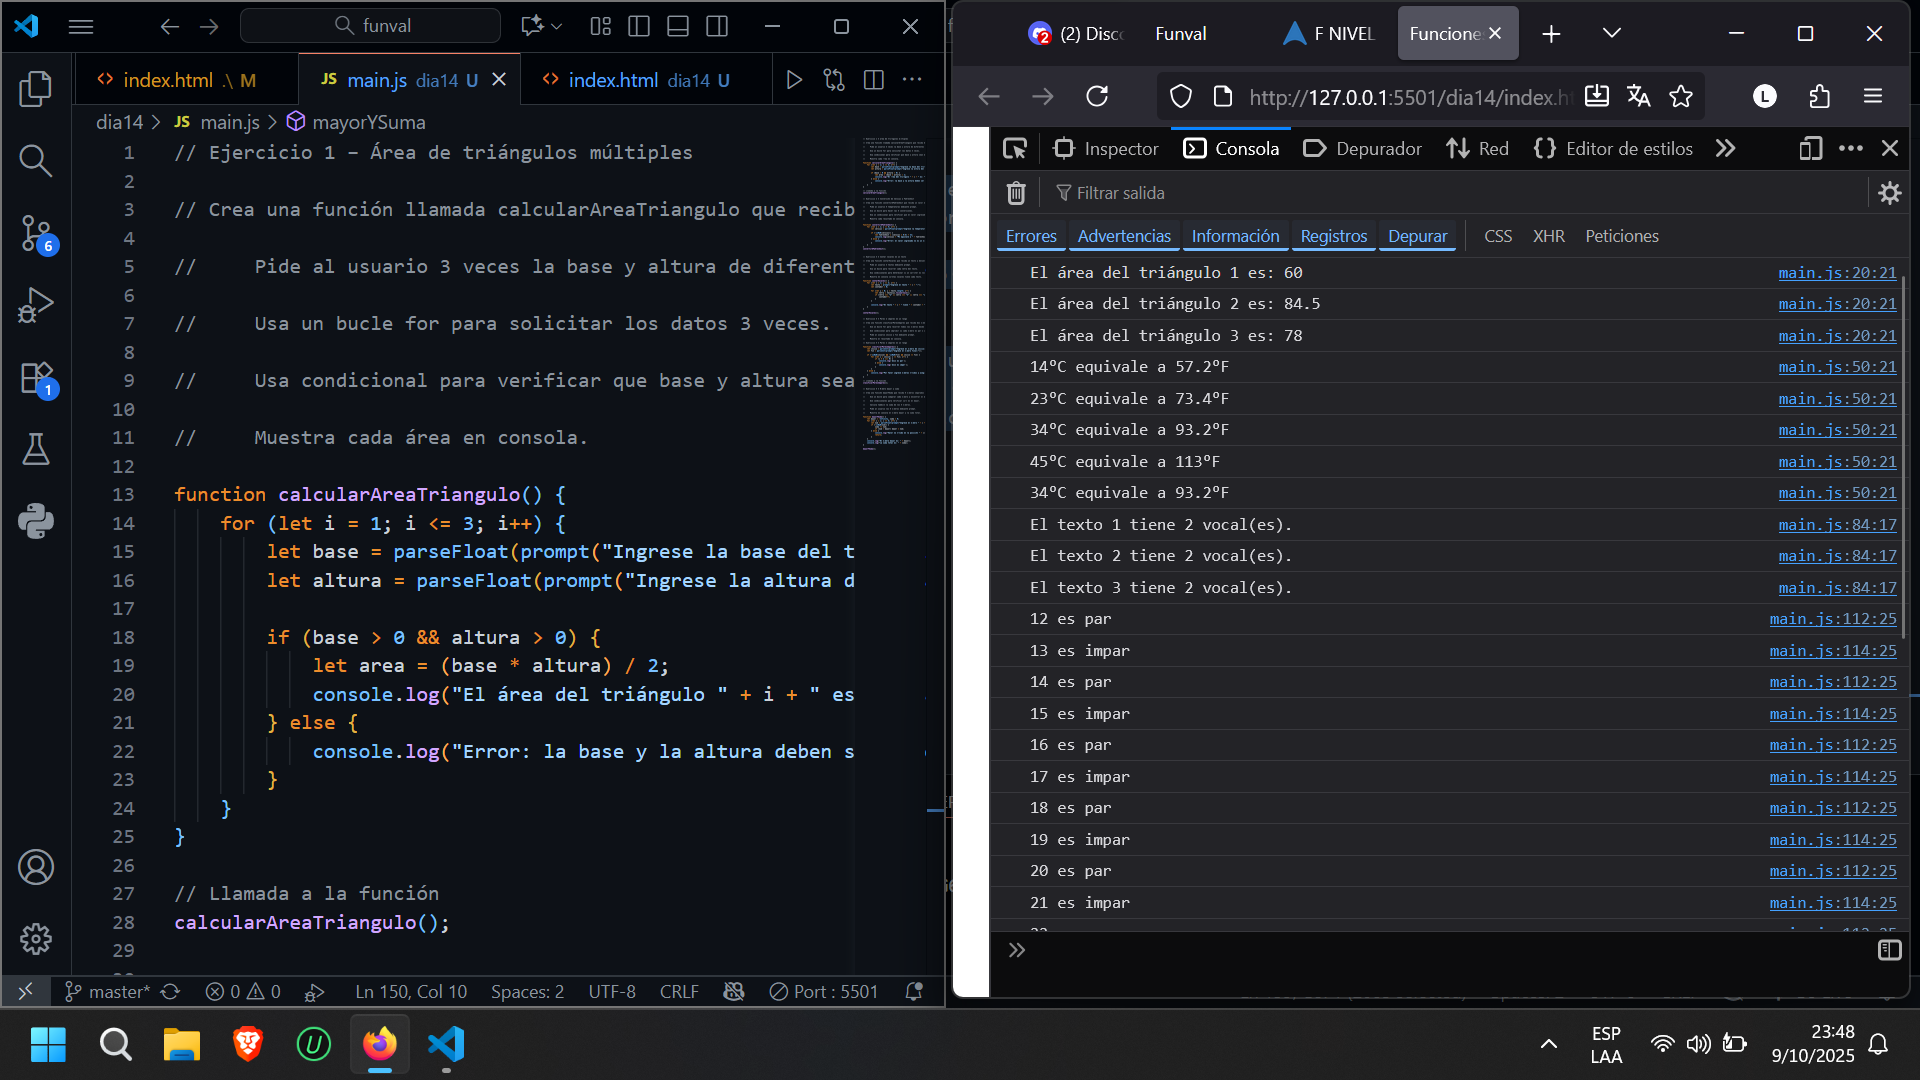 funval
index.html .\ M
JS main.js dia14 U
index.html dia14 U
dia14 > JS main.js > mayorYSuma
1 // Ejercicio 1 – Área de triángulos múltiples
2
3 // Crea una función llamada calcularAreaTriangulo que recib
4
5 //     Pide al usuario 3 veces la base y altura de diferent
6
7 //     Usa un bucle for para solicitar los datos 3 veces.
8
9 //     Usa condicional para verificar que base y altura sea
10
11 //     Muestra cada área en consola.
12
13 function calcularAreaTriangulo() {
14     for (let i = 1; i <= 3; i++) {
15         let base = parseFloat(prompt("Ingrese la base del t
16         let altura = parseFloat(prompt("Ingrese la altura d
17
18         if (base > 0 && altura > 0) {
19             let area = (base * altura) / 2;
20             console.log("El área del triángulo " + i + " es
21         } else {
22             console.log("Error: la base y la altura deben s
23         }
24     }
25 }
26
27 // Llamada a la función
28 calcularAreaTriangulo();
29
6
1
master* 0 0 Ln 150, Col 10 Spaces: 2 UTF-8 CRLF Port : 5501
2 (2) Disc Funval F NIVEL Funcione
http://127.0.0.1:5501/dia14/index.h
L
Inspector Consola Depurador Red Editor de estilos
Filtrar salida
Errores Advertencias Información Registros Depurar CSS XHR Peticiones
El área del triángulo 1 es: 60 main.js:20:21
El área del triángulo 2 es: 84.5 main.js:20:21
El área del triángulo 3 es: 78 main.js:20:21
14ºC equivale a 57.2ºF main.js:50:21
23ºC equivale a 73.4ºF main.js:50:21
34ºC equivale a 93.2ºF main.js:50:21
45ºC equivale a 113ºF main.js:50:21
34ºC equivale a 93.2ºF main.js:50:21
El texto 1 tiene 2 vocal(es). main.js:84:17
El texto 2 tiene 2 vocal(es). main.js:84:17
El texto 3 tiene 2 vocal(es). main.js:84:17
12 es par main.js:112:25
13 es impar main.js:114:25
14 es par main.js:112:25
15 es impar main.js:114:25
16 es par main.js:112:25
17 es impar main.js:114:25
18 es par main.js:112:25
19 es impar main.js:114:25
20 es par main.js:112:25
21 es impar main.js:114:25
ESP
LAA
23:48
9/10/2025